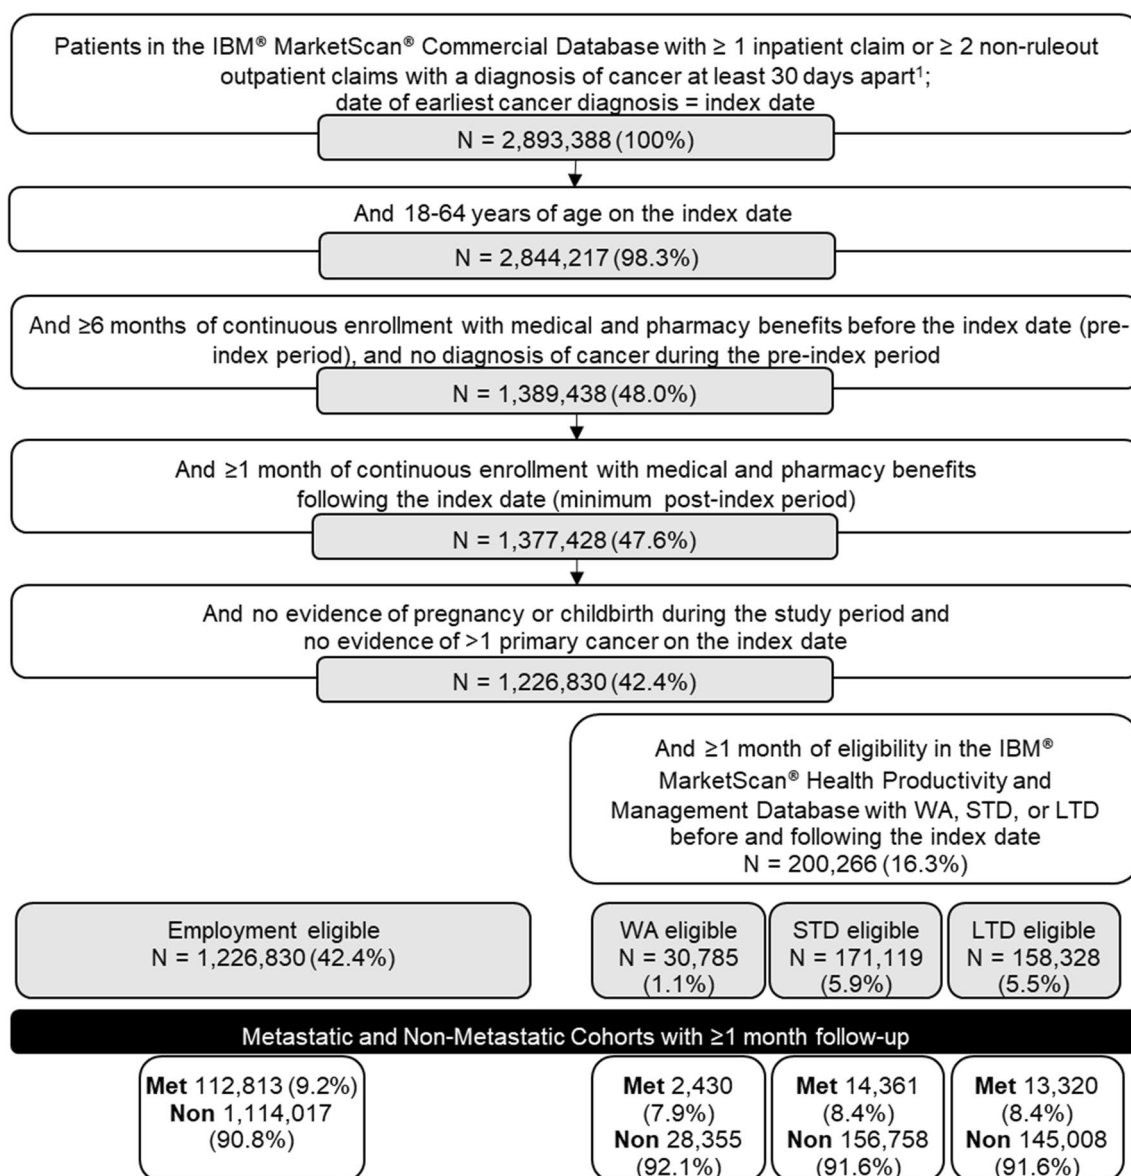 Patients in the IBM® MarketScan® Commercial Database with ≥ 1 inpatient claim or ≥ 2 non-ruleout
outpatient claims with a diagnosis of cancer at least 30 days apart¹;
date of earliest cancer diagnosis = index date
N = 2,893,388 (100%)
And 18-64 years of age on the index date
N = 2,844,217 (98.3%)
And ≥6 months of continuous enrollment with medical and pharmacy benefits before the index date (pre-
index period), and no diagnosis of cancer during the pre-index period
N = 1,389,438 (48.0%)
And ≥1 month of continuous enrollment with medical and pharmacy benefits
following the index date (minimum post-index period)
N = 1,377,428 (47.6%)
And no evidence of pregnancy or childbirth during the study period and
no evidence of >1 primary cancer on the index date
N = 1,226,830 (42.4%)
And ≥1 month of eligibility in the IBM®
MarketScan® Health Productivity and
Management Database with WA, STD, or LTD
before and following the index date
N = 200,266 (16.3%)
Employment eligible
N = 1,226,830 (42.4%)
WA eligible
N = 30,785
(1.1%)
STD eligible
N = 171,119
(5.9%)
LTD eligible
N = 158,328
(5.5%)
Metastatic and Non-Metastatic Cohorts with ≥1 month follow-up
Met 112,813 (9.2%)
Non 1,114,017
(90.8%)
Met 2,430
(7.9%)
Non 28,355
(92.1%)
Met 14,361
(8.4%)
Non 156,758
(91.6%)
Met 13,320
(8.4%)
Non 145,008
(91.6%)